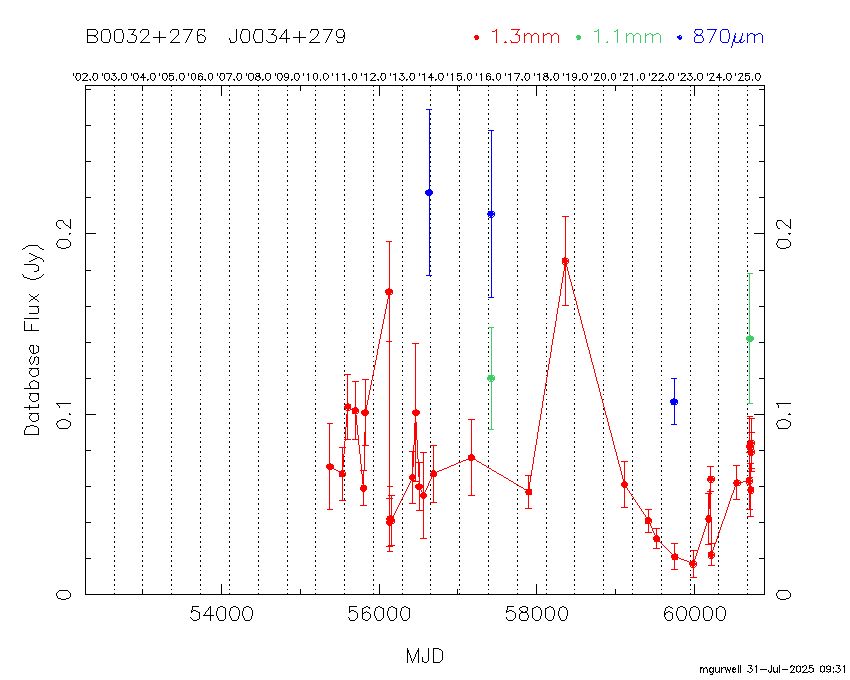 B0032+276 J0034+279 1.3mm 1.1mm 870μm
'02.0 '03.0 '04.0 '05.0 '06.0 '07.0 '08.0 '09.0 '10.0 '11.0 '12.0 '13.0 '14.0 '15.0 '16.0 '17.0 '18.0 '19.0 '20.0 '21.0 '22.0 '23.0 '24.0 '25.0
Database Flux (Jy)
0.2 0.2
0.1 0.1
0 0
54000 56000 58000 60000
MJD
mgurwell 31-Jul-2025 09:31